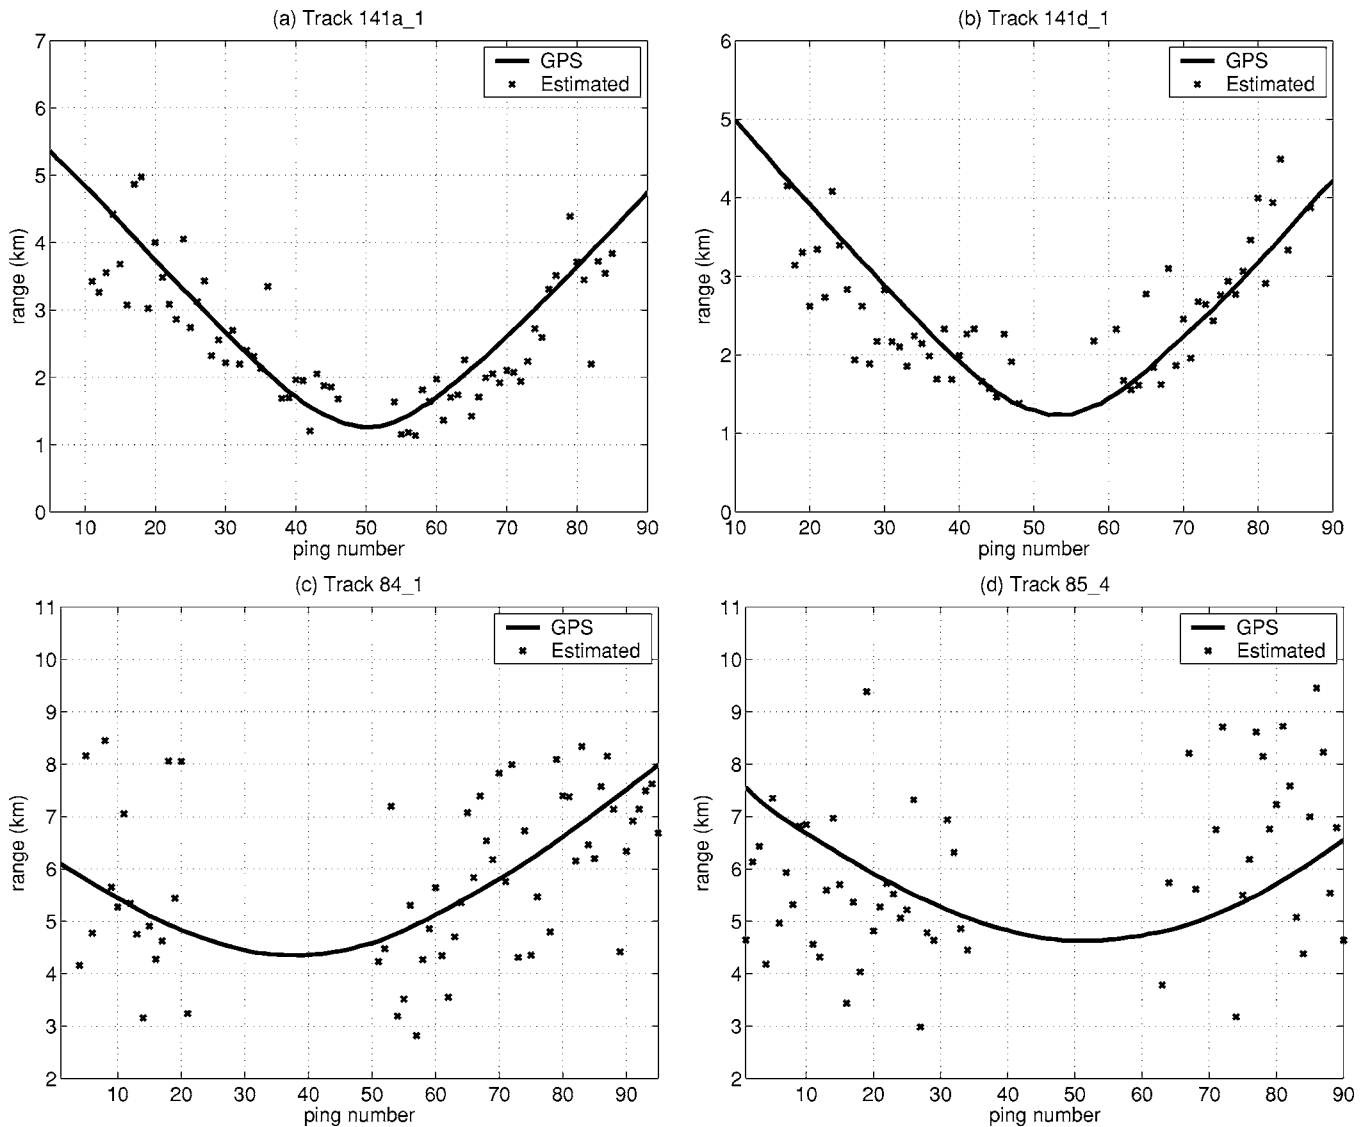 (a) Track 141a_1
7
6
5
4
3
2
1
0
range (km)
10 20 30 40 50 60 70 80 90
ping number
GPS
Estimated
(b) Track 141d_1
6
5
4
3
2
1
0
range (km)
10 20 30 40 50 60 70 80 90
ping number
GPS
Estimated
(c) Track 84_1
11
10
9
8
7
6
5
4
3
2
range (km)
10 20 30 40 50 60 70 80 90
ping number
GPS
Estimated
(d) Track 85_4
11
10
9
8
7
6
5
4
3
2
range (km)
10 20 30 40 50 60 70 80 90
ping number
GPS
Estimated